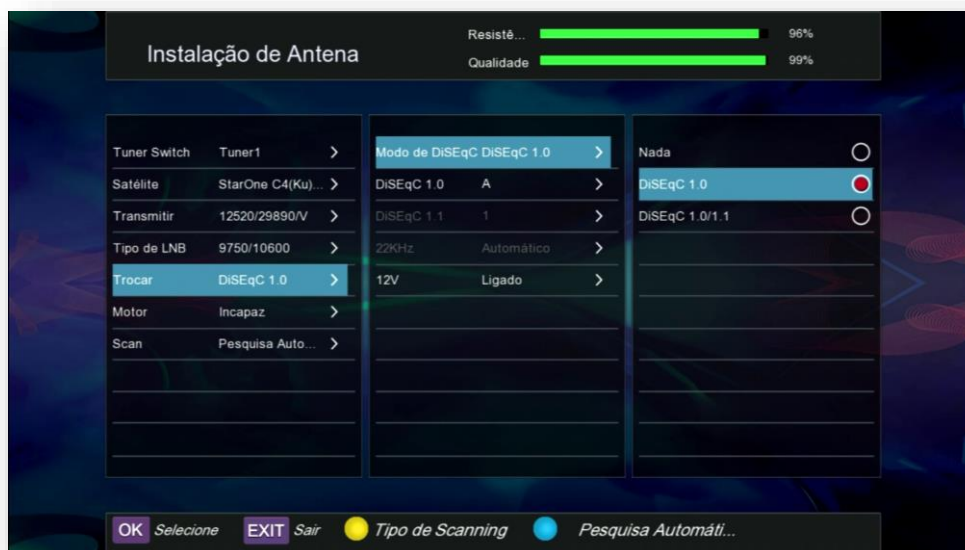 Instalação de Antena
Resistê... 96%
Qualidade 99%
Tuner Switch Tuner1
Satélite StarOne C4(Ku)...
Transmitir 12520/29890/V
Tipo de LNB 9750/10600
Trocar DiSEqC 1.0
Motor Incapaz
Scan Pesquisa Auto...
Modo de DiSEqC DiSEqC 1.0
DiSEqC 1.0 A
DiSEqC 1.1 1
22KHz Automático
12V Ligado
Nada
DiSEqC 1.0
DiSEqC 1.0/1.1
OK Selecione EXIT Sair Tipo de Scanning Pesquisa Automáti...